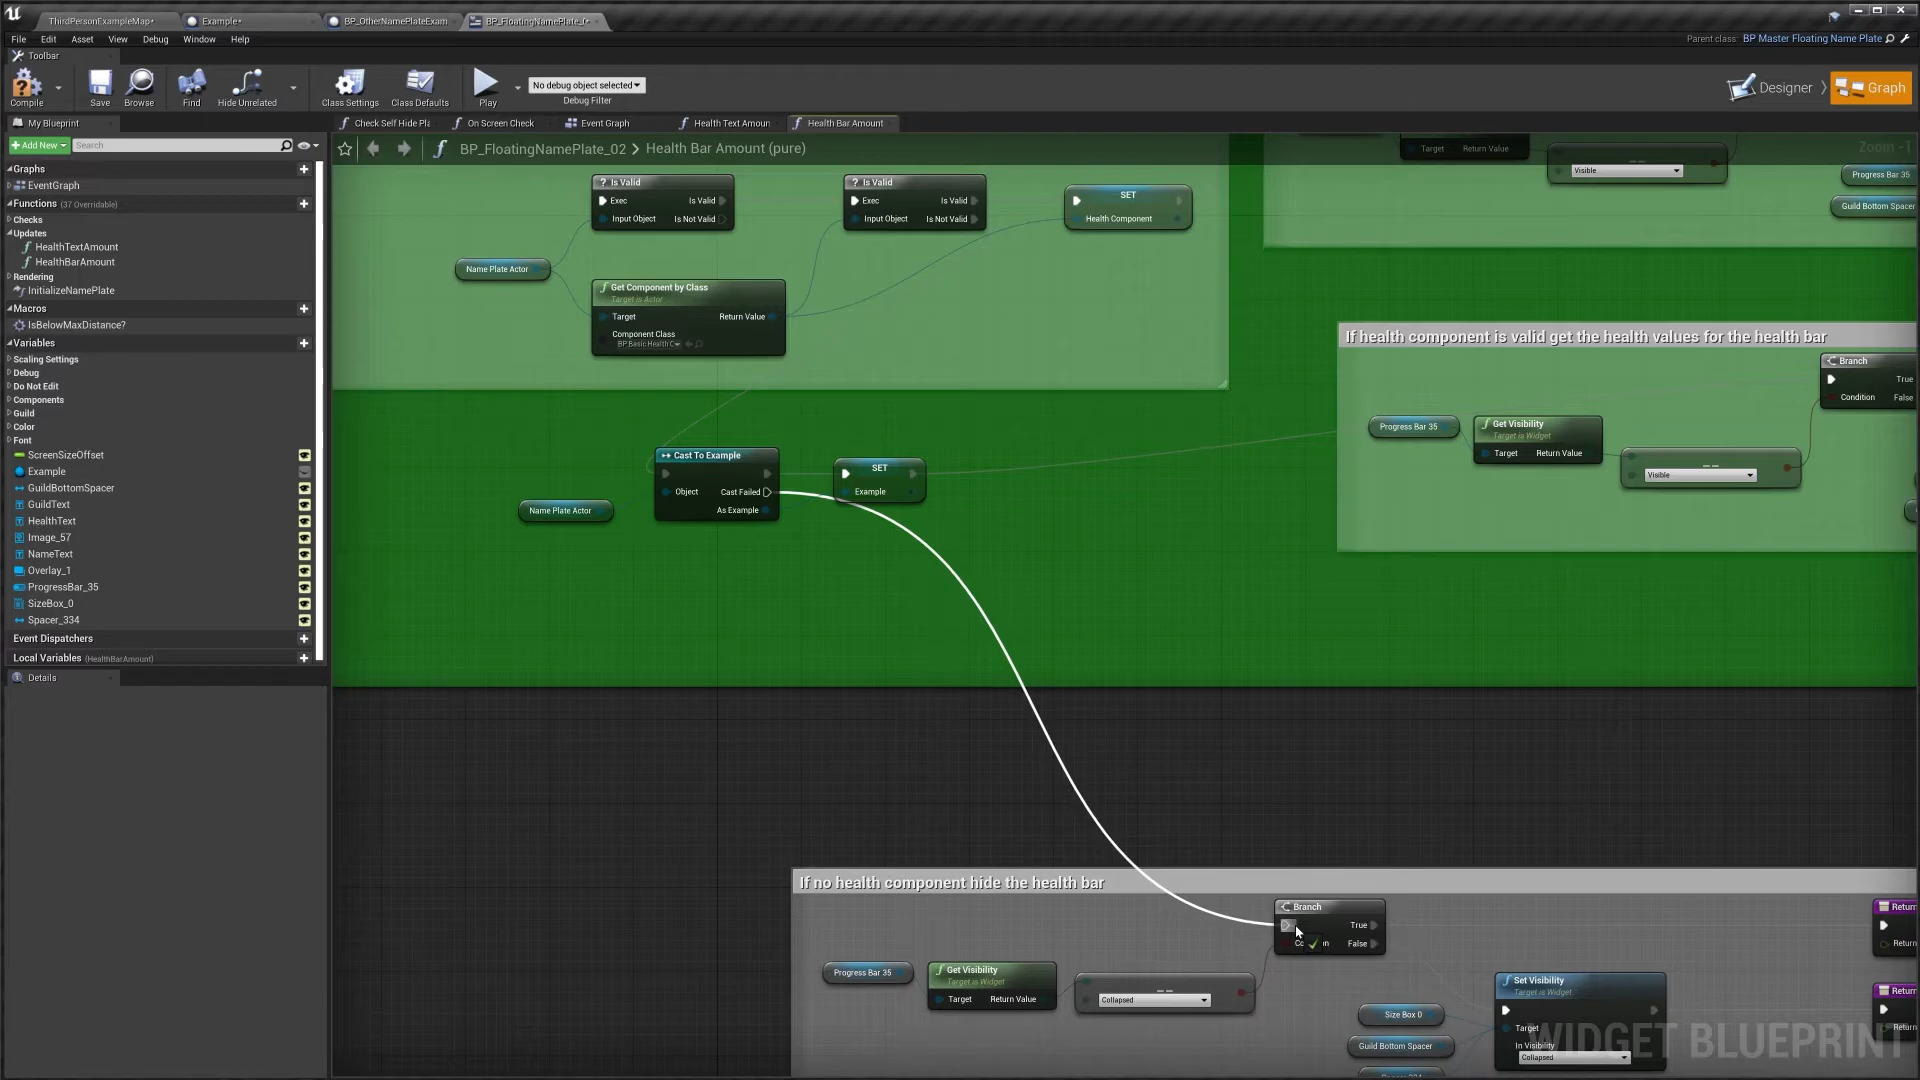 ThirdPersonExampleMap*
Example*
BP_OtherNamePlateExam
BP_FloatingNamePlate_
File Edit Asset View Debug Window Help
Parent class: BP Master Floating Name Plate
Toolbar
Compile
Save
Browse
Find
Hide Unrelated
Class Settings
Class Defaults
Play
No debug object selected
Debug Filter
Designer
Graph
My Blueprint
Check Self Hide Pla
On Screen Check
Event Graph
Health Text Amoun
Health Bar Amount
+Add New
Search
BP_FloatingNamePlate_02 > Health Bar Amount (pure)
Zoom -1
Graphs
EventGraph
Functions (37 Overridable)
Checks
Updates
HealthTextAmount
HealthBarAmount
Rendering
InitializeNamePlate
Macros
IsBelowMaxDistance?
Variables
Scaling Settings
Debug
Do Not Edit
Components
Guild
Color
Font
ScreenSizeOffset
Example
GuildBottomSpacer
GuildText
HealthText
Image_57
NameText
Overlay_1
ProgressBar_35
SizeBox_0
Spacer_334
Event Dispatchers
Local Variables (HealthBarAmount)
Details
? Is Valid
Exec Is Valid
Input Object Is Not Valid
? Is Valid
Exec Is Valid
Input Object Is Not Valid
SET
Health Component
Name Plate Actor
Get Component by Class
Target is Actor
Target Return Value
Component Class
BP Basic Health C
Target Return Value
Visible
Progress Bar 35
Guild Bottom Spacer
If health component is valid get the health values for the health bar
Branch
True
Condition False
Progress Bar 35
Get Visibility
Target is Widget
Target Return Value
==
Visible
Cast To Example
Object Cast Failed
As Example
Name Plate Actor
SET
Example
If no health component hide the health bar
Branch
True
False
Progress Bar 35
Get Visibility
Target is Widget
Target Return Value
==
Collapsed
Size Box 0
Guild Bottom Spacer
Set Visibility
Target is Widget
Target
In Visibility
Collapsed
Return
Return
Return
Return
WIDGET BLUEPRINT